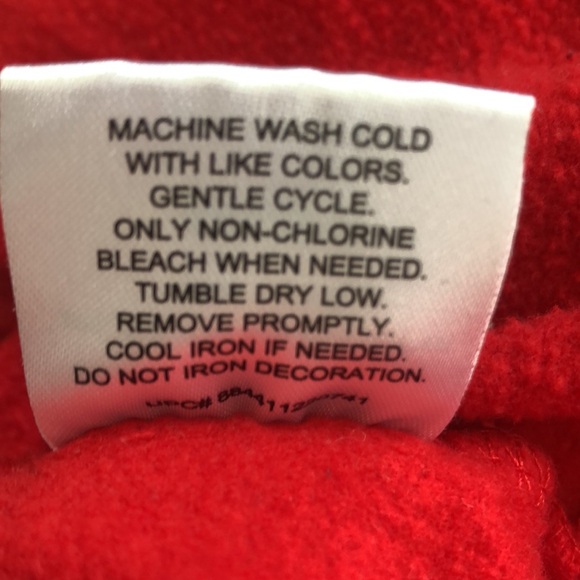 MACHINE WASH COLD
WITH LIKE COLORS.
GENTLE CYCLE.
ONLY NON-CHLORINE
BLEACH WHEN NEEDED.
TUMBLE DRY LOW.
REMOVE PROMPTLY.
COOL IRON IF NEEDED.
DO NOT IRON DECORATION.
UPC#